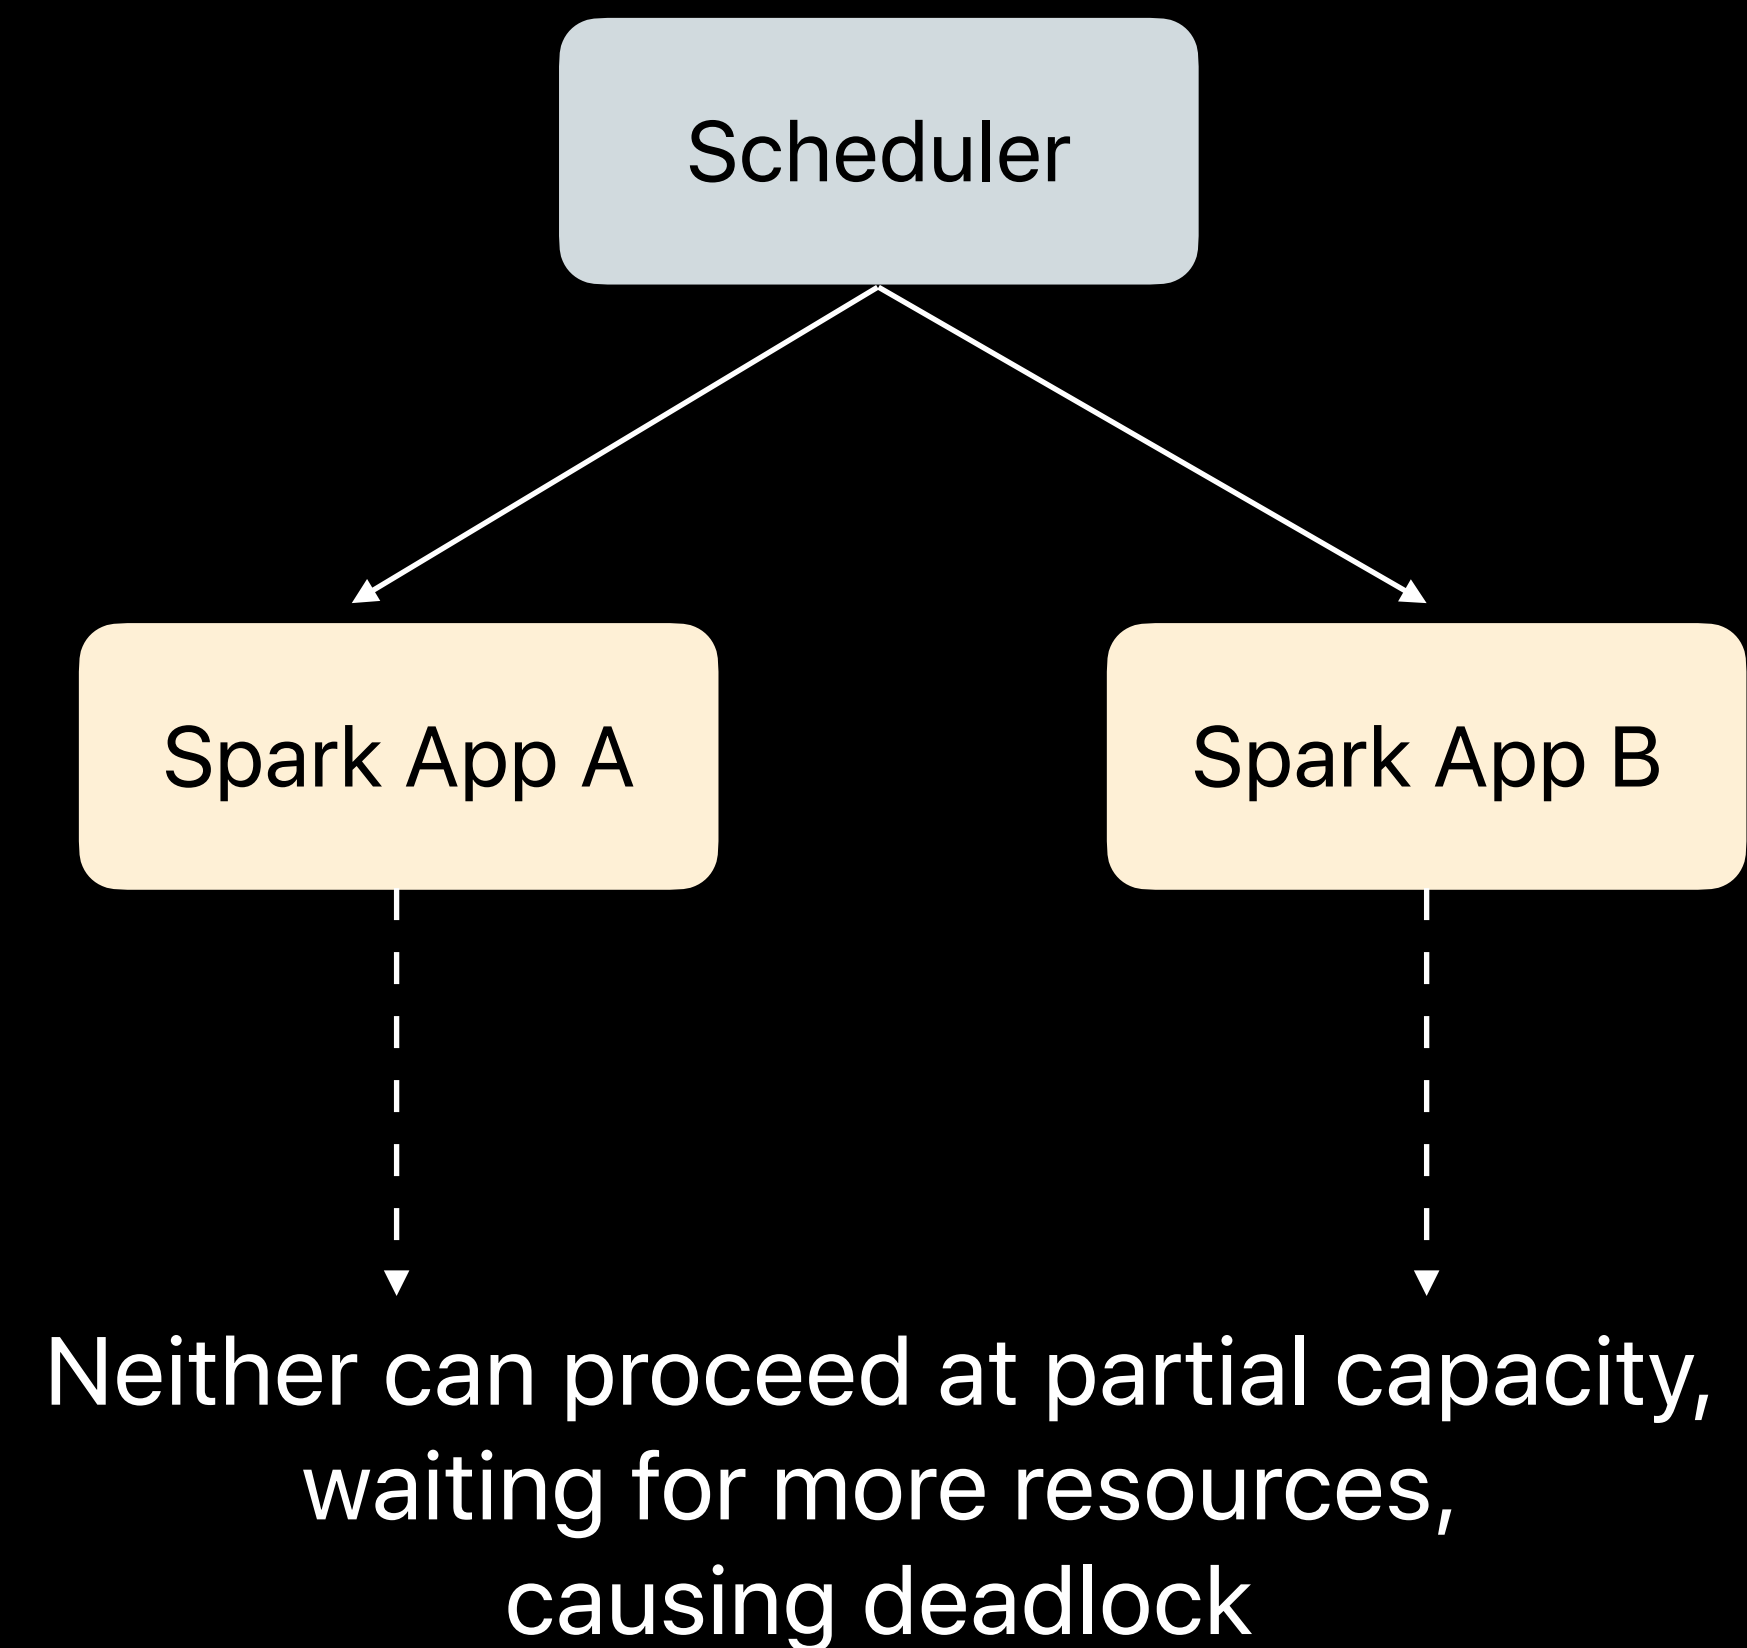 Scheduler
Spark App A
Spark App B
Neither can proceed at partial capacity,
waiting for more resources,
causing deadlock